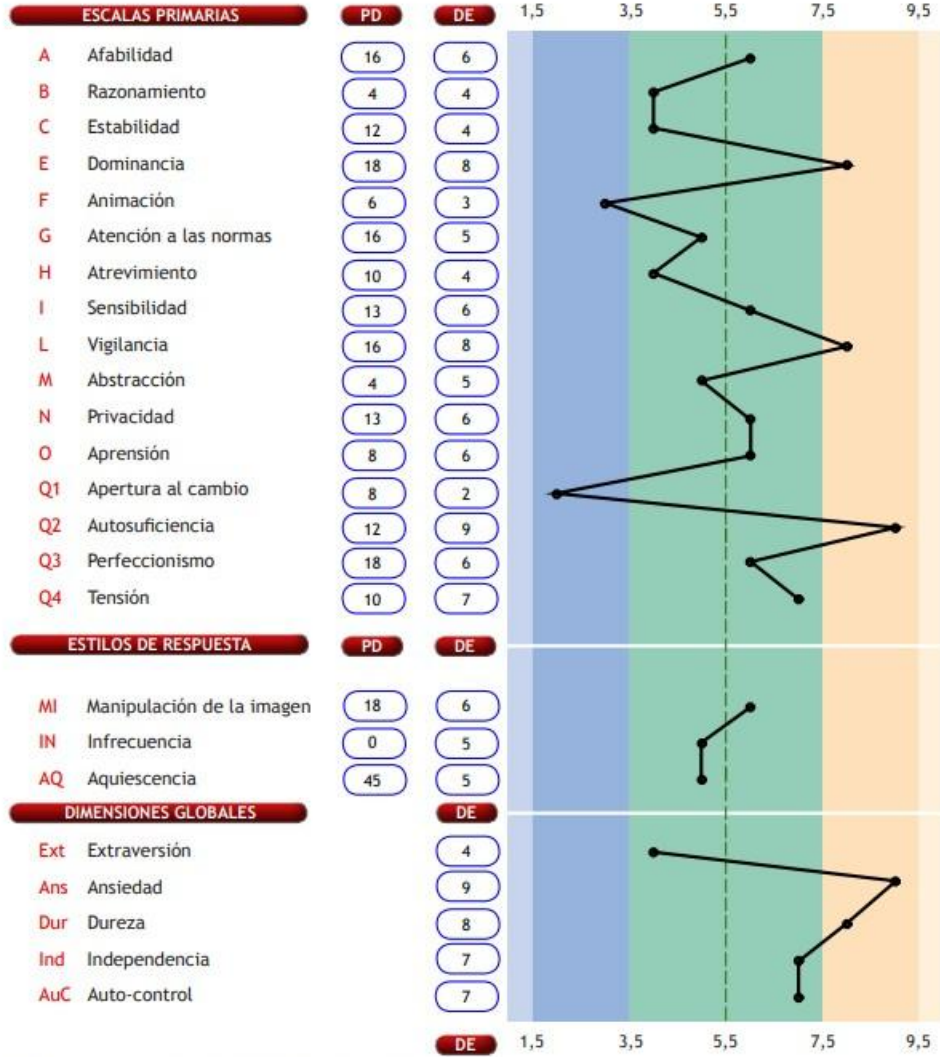 ESCALAS PRIMARIAS PD DE 1,5 3,5 5,5 7,5 9,5
A Afabilidad 16 6
B Razonamiento 4 4
C Estabilidad 12 4
E Dominancia 18 8
F Animación 6 3
G Atención a las normas 16 5
H Atrevimiento 10 4
I Sensibilidad 13 6
L Vigilancia 16 8
M Abstracción 4 5
N Privacidad 13 6
O Aprensión 8 6
Q1 Apertura al cambio 8 2
Q2 Autosuficiencia 12 9
Q3 Perfeccionismo 18 6
Q4 Tensión 10 7
ESTILOS DE RESPUESTA PD DE
MI Manipulación de la imagen 18 6
IN Infrecuencia 0 5
AQ Aquiescencia 45 5
DIMENSIONES GLOBALES DE
Ext Extraversión 4
Ans Ansiedad 9
Dur Dureza 8
Ind Independencia 7
AuC Auto-control 7
DE 1,5 3,5 5,5 7,5 9,5